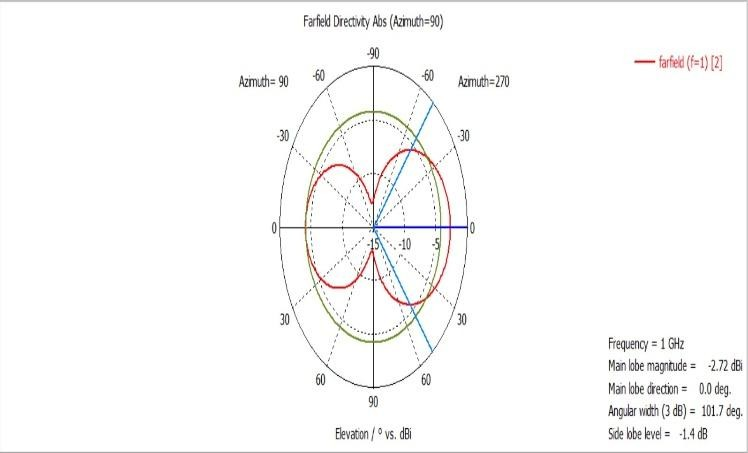 Farfield Directivity Abs (Azimuth=90)
-90
Azimuth= 90
-60
-60
Azimuth=270
farfield (f=1) [2]
-30
-30
0
0
-15
-10
-5
30
30
60
60
90
Elevation / ° vs. dBi
Frequency = 1 GHz
Main lobe magnitude = -2.72 dBi
Main lobe direction = 0.0 deg.
Angular width (3 dB) = 101.7 deg.
Side lobe level = -1.4 dB